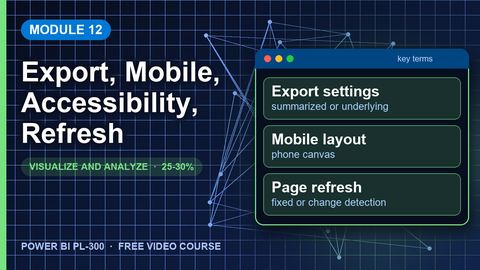 MODULE 12
Export, Mobile,
Accessibility,
Refresh
VISUALIZE AND ANALYZE · 25-30%
POWER BI PL-300 · FREE VIDEO COURSE
key terms
Export settings
summarized or underlying
Mobile layout
phone canvas
Page refresh
fixed or change detection